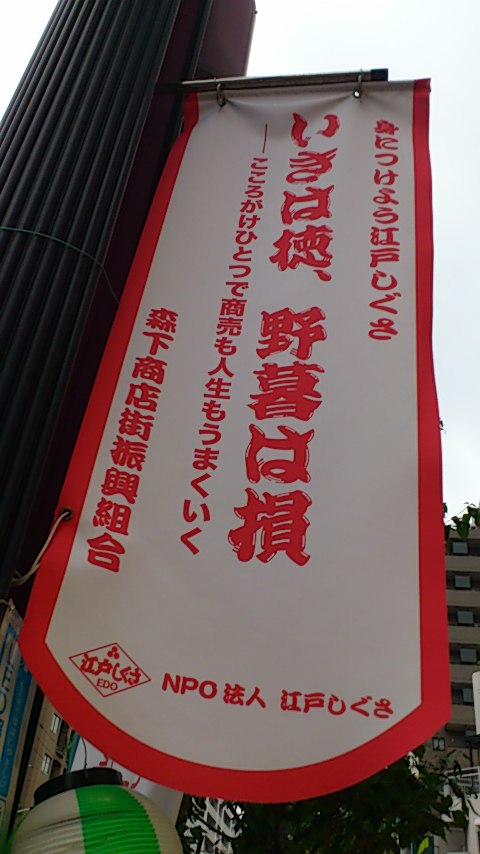 身につけよう江戸しぐさ
いきは徳、野暮は損
――こころがけひとつで商売も人生もうまくいく
森下商店街振興組合
江戸しぐさ
EDO
NPO法人 江戸しぐさ